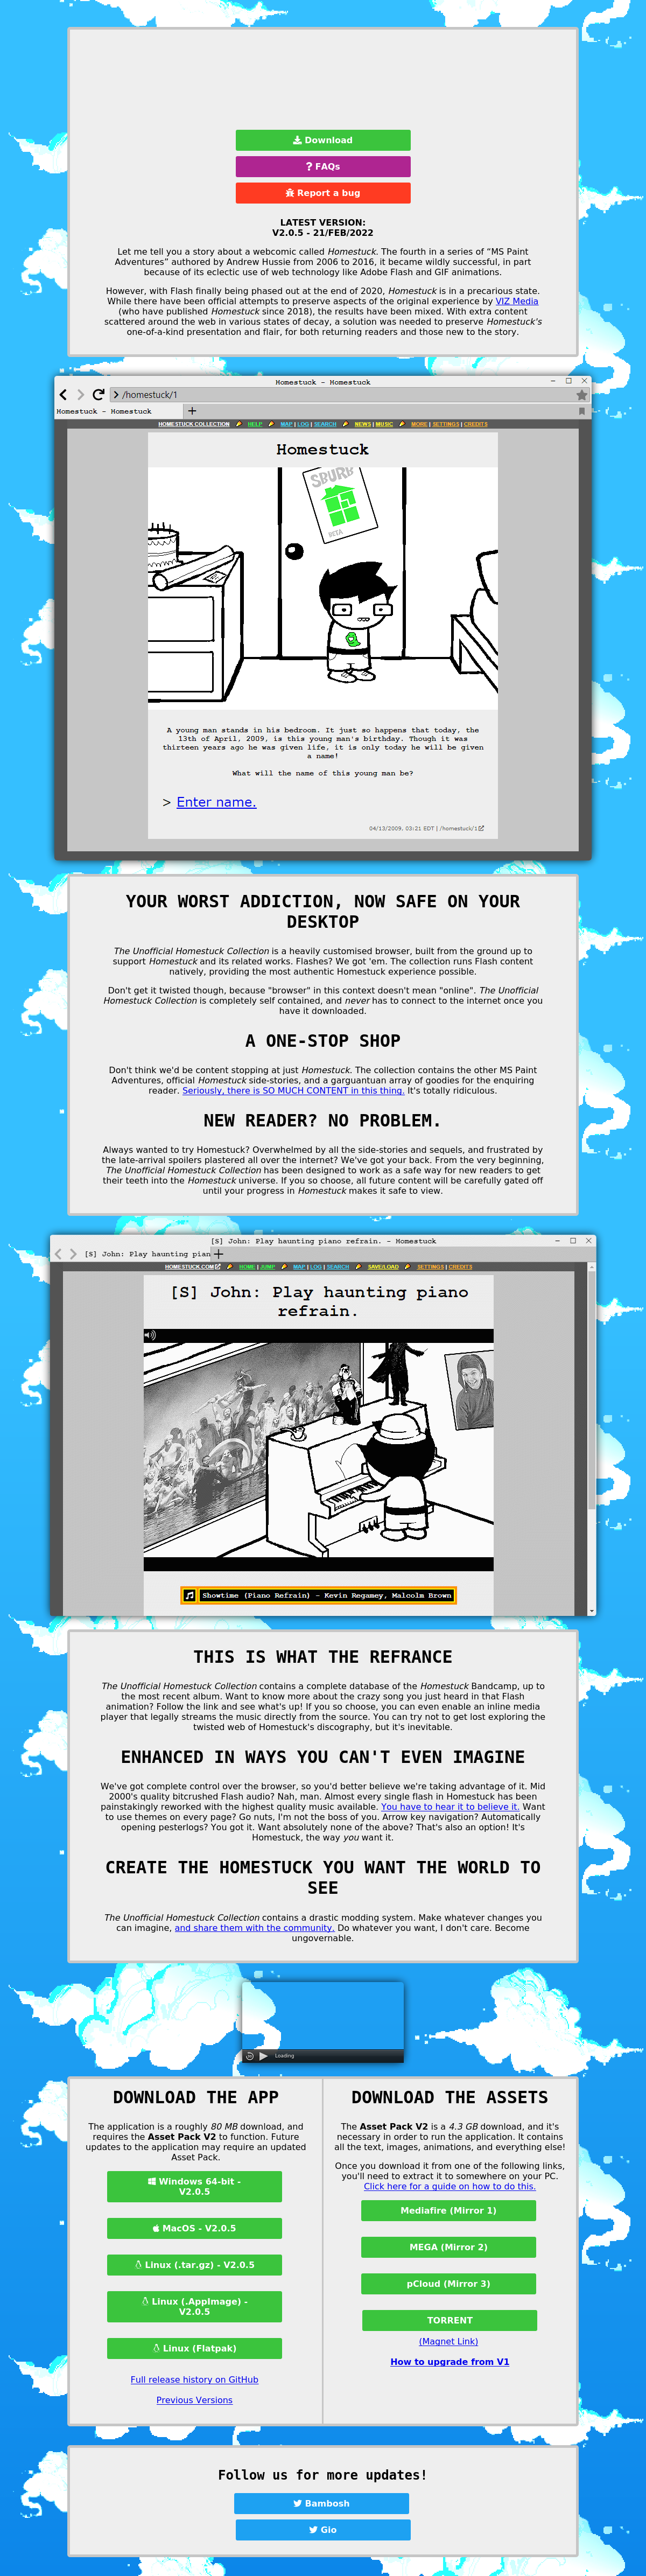 Download
FAQs
Report a bug
LATEST VERSION:
V2.0.5 - 21/FEB/2022
Let me tell you a story about a webcomic called Homestuck. The fourth in a series of “MS Paint
Adventures” authored by Andrew Hussie from 2006 to 2016, it became wildly successful, in part
because of its eclectic use of web technology like Adobe Flash and GIF animations.
However, with Flash finally being phased out at the end of 2020, Homestuck is in a precarious state.
While there have been official attempts to preserve aspects of the original experience by VIZ Media
(who have published Homestuck since 2018), the results have been mixed. With extra content
scattered around the web in various states of decay, a solution was needed to preserve Homestuck's
one-of-a-kind presentation and flair, for both returning readers and those new to the story.
Homestuck - Homestuck
/homestuck/1
Homestuck - Homestuck
HOMESTUCK COLLECTION HELP MAP | LOG | SEARCH NEWS | MUSIC MORE | SETTINGS | CREDITS
Homestuck
SBURB
BETA
A young man stands in his bedroom. It just so happens that today, the
13th of April, 2009, is this young man's birthday. Though it was
thirteen years ago he was given life, it is only today he will be given
a name!
What will the name of this young man be?
> Enter name.
04/13/2009, 03:21 EDT | /homestuck/1
YOUR WORST ADDICTION, NOW SAFE ON YOUR
DESKTOP
The Unofficial Homestuck Collection is a heavily customised browser, built from the ground up to
support Homestuck and its related works. Flashes? We got 'em. The collection runs Flash content
natively, providing the most authentic Homestuck experience possible.
Don't get it twisted though, because "browser" in this context doesn't mean "online". The Unofficial
Homestuck Collection is completely self contained, and never has to connect to the internet once you
have it downloaded.
A ONE-STOP SHOP
Don't think we'd be content stopping at just Homestuck. The collection contains the other MS Paint
Adventures, official Homestuck side-stories, and a garguantuan array of goodies for the enquiring
reader. Seriously, there is SO MUCH CONTENT in this thing. It's totally ridiculous.
NEW READER? NO PROBLEM.
Always wanted to try Homestuck? Overwhelmed by all the side-stories and sequels, and frustrated by
the late-arrival spoilers plastered all over the internet? We've got your back. From the very beginning,
The Unofficial Homestuck Collection has been designed to work as a safe way for new readers to get
their teeth into the Homestuck universe. If you so choose, all future content will be carefully gated off
until your progress in Homestuck makes it safe to view.
[S] John: Play haunting piano refrain. - Homestuck
[S] John: Play haunting pian
HOMESTUCK.COM HOME | JUMP MAP | LOG | SEARCH SAVE/LOAD SETTINGS | CREDITS
[S] John: Play haunting piano
refrain.
Showtime (Piano Refrain) - Kevin Regamey, Malcolm Brown
THIS IS WHAT THE REFRANCE
The Unofficial Homestuck Collection contains a complete database of the Homestuck Bandcamp, up to
the most recent album. Want to know more about the crazy song you just heard in that Flash
animation? Follow the link and see what's up! If you so choose, you can even enable an inline media
player that legally streams the music directly from the source. You can try not to get lost exploring the
twisted web of Homestuck's discography, but it's inevitable.
ENHANCED IN WAYS YOU CAN'T EVEN IMAGINE
We've got complete control over the browser, so you'd better believe we're taking advantage of it. Mid
2000's quality bitcrushed Flash audio? Nah, man. Almost every single flash in Homestuck has been
painstakingly reworked with the highest quality music available. You have to hear it to believe it. Want
to use themes on every page? Go nuts, I'm not the boss of you. Arrow key navigation? Automatically
opening pesterlogs? You got it. Want absolutely none of the above? That's also an option! It's
Homestuck, the way you want it.
CREATE THE HOMESTUCK YOU WANT THE WORLD TO
SEE
The Unofficial Homestuck Collection contains a drastic modding system. Make whatever changes you
can imagine, and share them with the community. Do whatever you want, I don't care. Become
ungovernable.
Loading
DOWNLOAD THE APP
The application is a roughly 80 MB download, and
requires the Asset Pack V2 to function. Future
updates to the application may require an updated
Asset Pack.
Windows 64-bit -
V2.0.5
MacOS - V2.0.5
Linux (.tar.gz) - V2.0.5
Linux (.AppImage) -
V2.0.5
Linux (Flatpak)
Full release history on GitHub
Previous Versions
DOWNLOAD THE ASSETS
The Asset Pack V2 is a 4.3 GB download, and it's
necessary in order to run the application. It contains
all the text, images, animations, and everything else!
Once you download it from one of the following links,
you'll need to extract it to somewhere on your PC.
Click here for a guide on how to do this.
Mediafire (Mirror 1)
MEGA (Mirror 2)
pCloud (Mirror 3)
TORRENT
(Magnet Link)
How to upgrade from V1
Follow us for more updates!
Bambosh
Gio